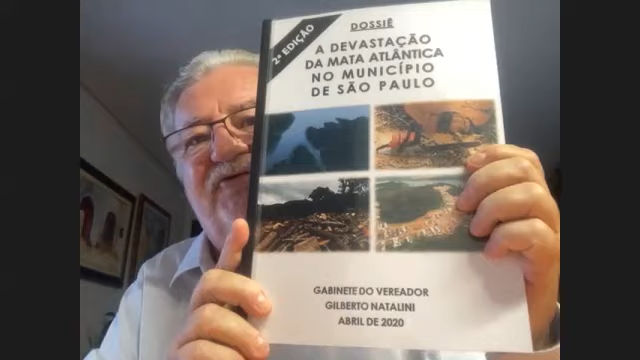 DOSSIÊ
2ª EDIÇÃO
A DEVASTAÇÃO
DA MATA ATLÂNTICA
NO MUNICÍPIO
DE SÃO PAULO
GABINETE DO VEREADOR
GILBERTO NATALINI
ABRIL DE 2020